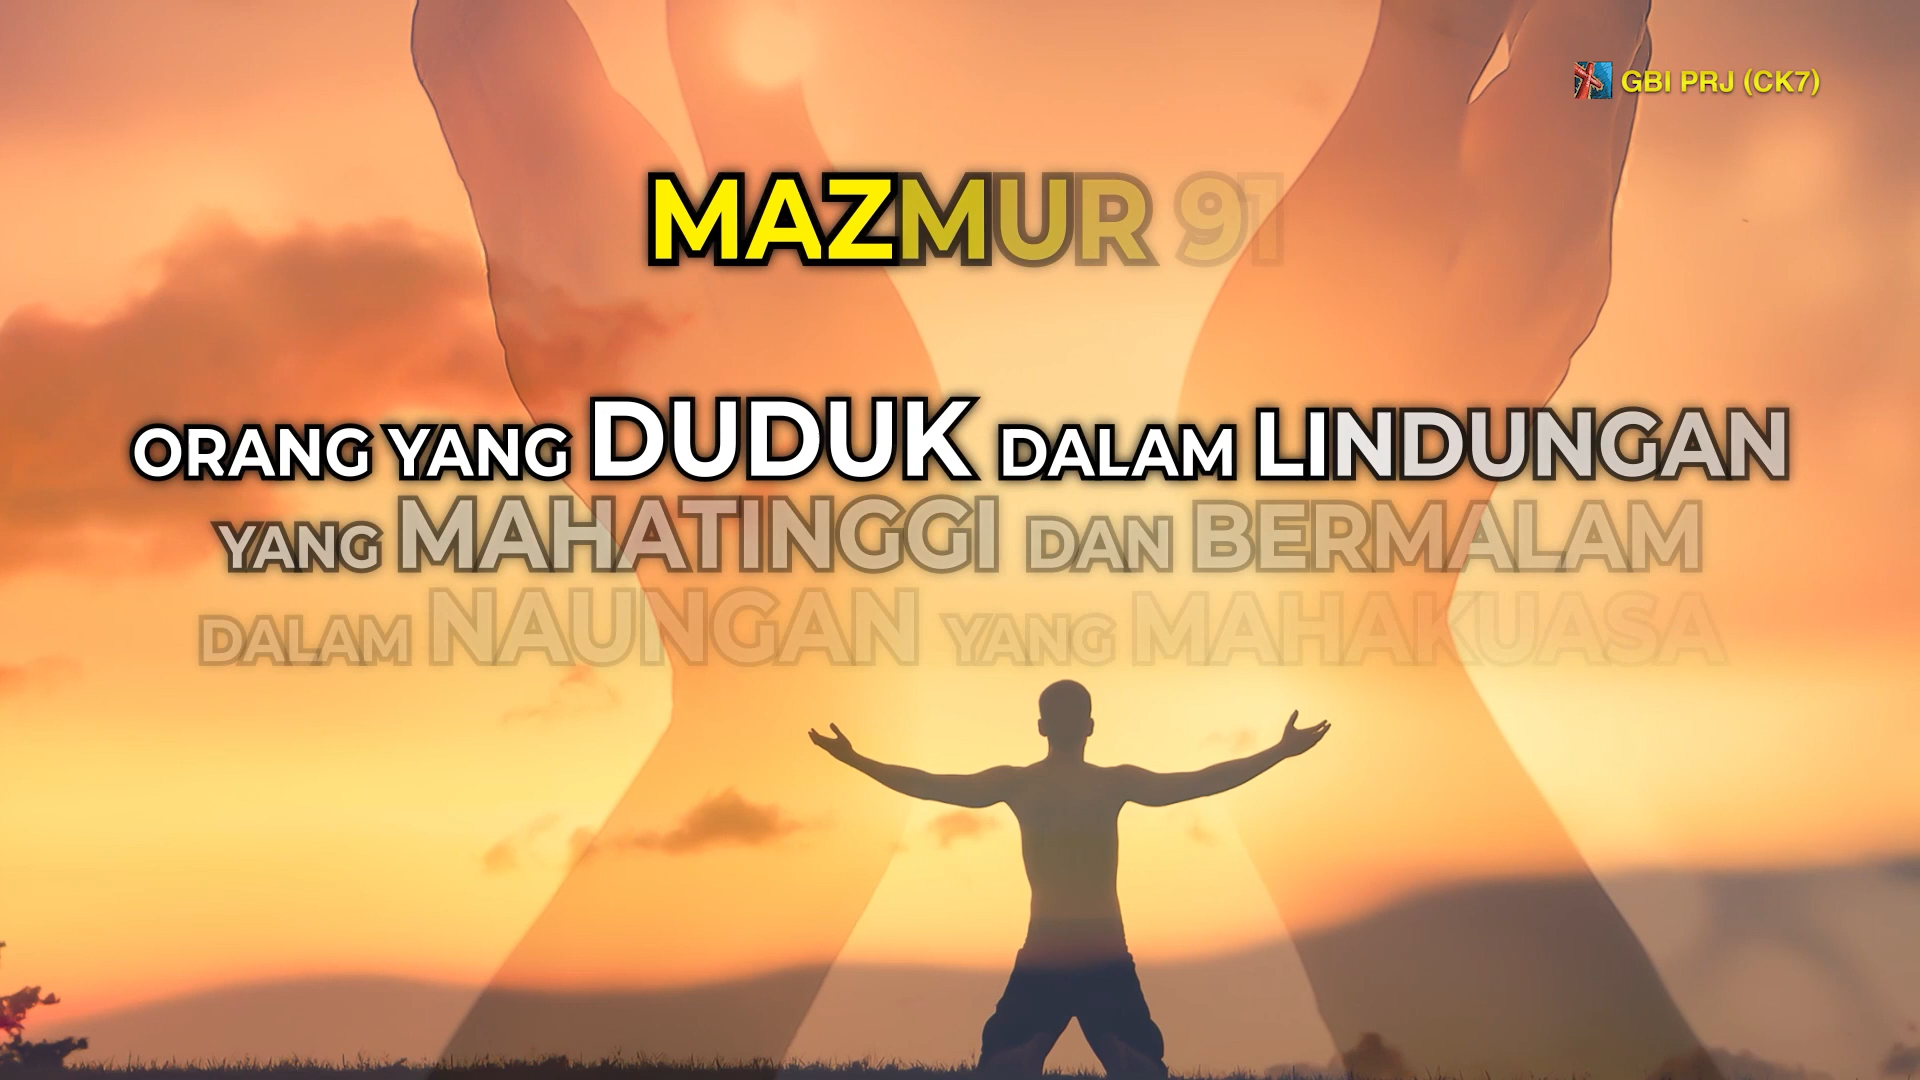 GBI PRJ (CK7)
MAZMUR 91
ORANG YANG DUDUK DALAM LINDUNGAN
YANG MAHATINGGI DAN BERMALAM
DALAM NAUNGAN YANG MAHAKUASA